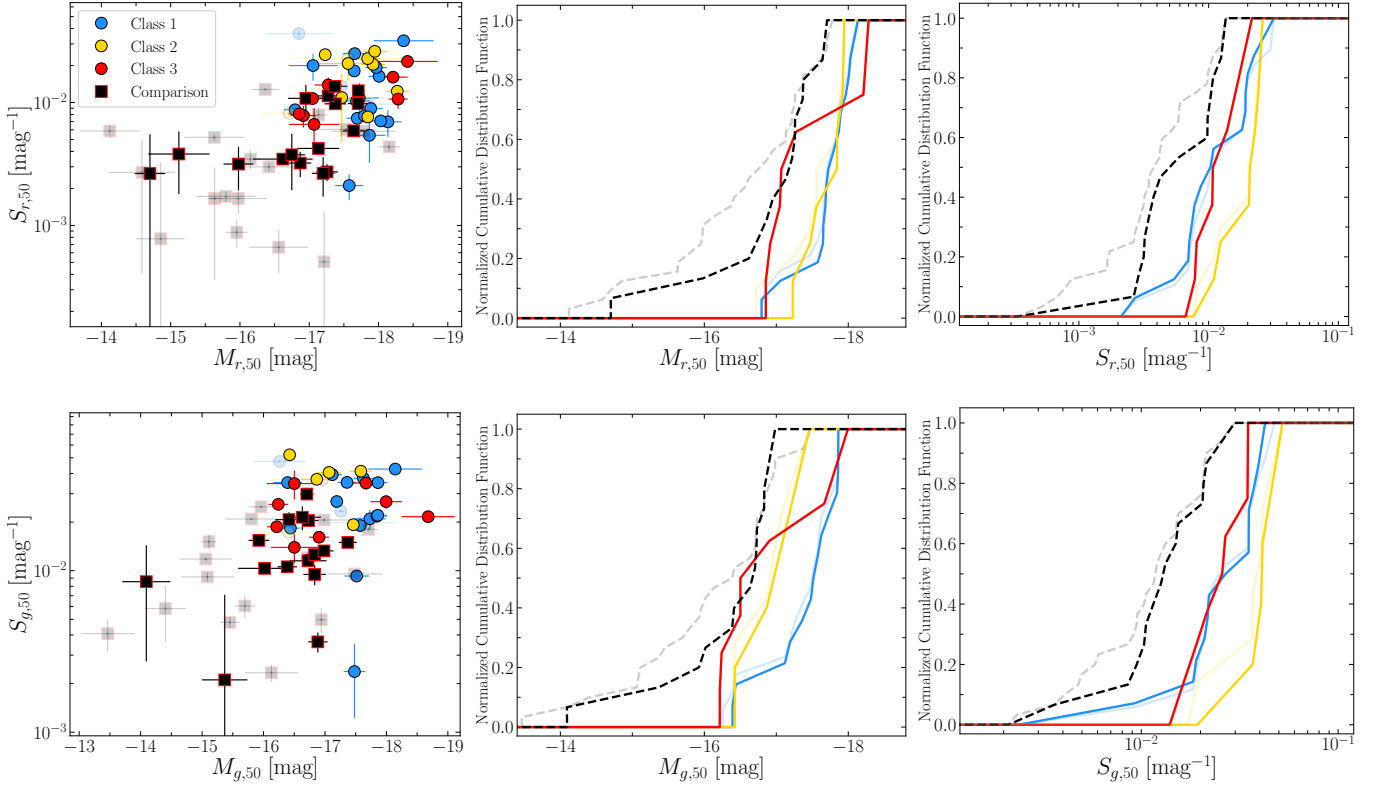 Class 1
Class 2
Class 3
Comparison
10⁻²
10⁻³
S_{r,50} [mag⁻¹]
−14 −15 −16 −17 −18 −19
M_{r,50} [mag]
Normalized Cumulative Distribution Function
1.0
0.8
0.6
0.4
0.2
0.0
−14 −16 −18
M_{r,50} [mag]
Normalized Cumulative Distribution Function
1.0
0.8
0.6
0.4
0.2
0.0
10⁻³ 10⁻² 10⁻¹
S_{r,50} [mag⁻¹]
10⁻¹
10⁻²
10⁻³
S_{g,50} [mag⁻¹]
−13 −14 −15 −16 −17 −18 −19
M_{g,50} [mag]
Normalized Cumulative Distribution Function
1.0
0.8
0.6
0.4
0.2
0.0
−14 −16 −18
M_{g,50} [mag]
Normalized Cumulative Distribution Function
1.0
0.8
0.6
0.4
0.2
0.0
10⁻² 10⁻¹
S_{g,50} [mag⁻¹]